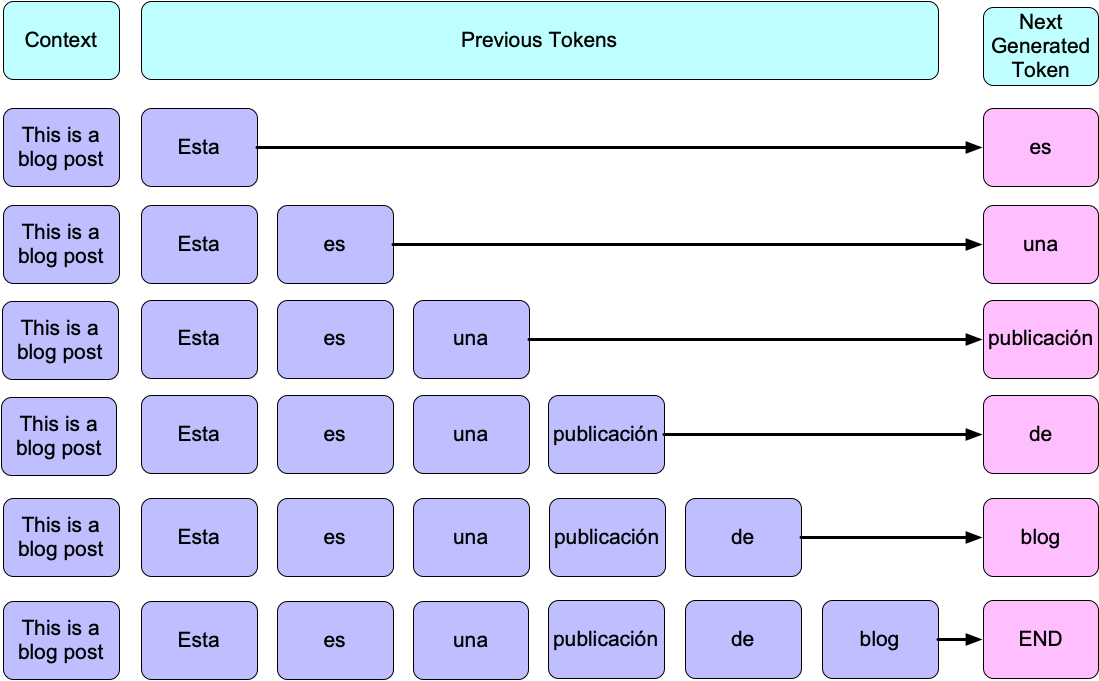 Context
Previous Tokens
Next
Generated
Token
This is a
blog post
Esta
es
This is a
blog post
Esta
es
una
This is a
blog post
Esta
es
una
publicación
This is a
blog post
Esta
es
una
publicación
de
This is a
blog post
Esta
es
una
publicación
de
blog
This is a
blog post
Esta
es
una
publicación
de
blog
END